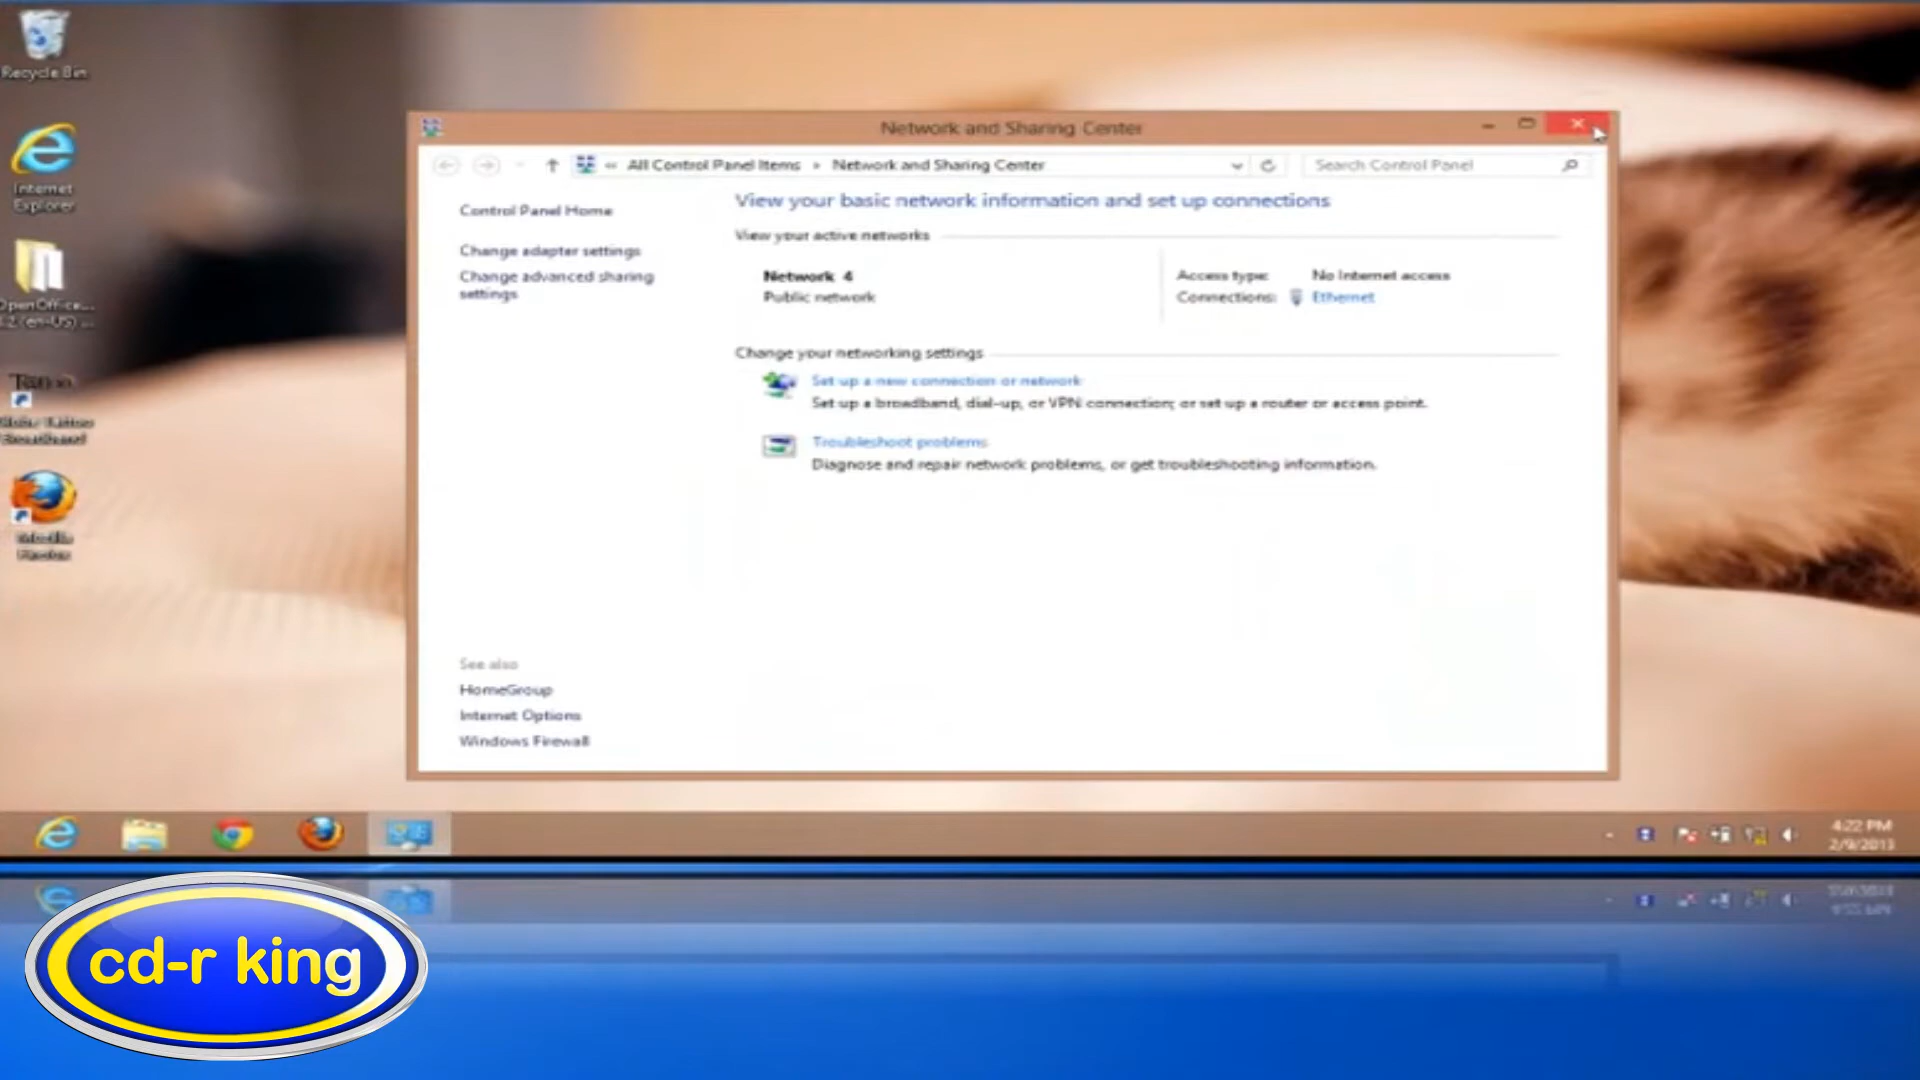 Recycle Bin
Internet
Explorer
OpenOffice...
(en-US) ...
Network and Sharing Center
All Control Panel Items
Network and Sharing Center
Search Control Panel
Control Panel Home
Change adapter settings
Change advanced sharing
settings
View your basic network information and set up connections
View your active networks
Network 4
Public network
Access type:
No Internet access
Connections:
Ethernet
Change your networking settings
Set up a new connection or network
Set up a broadband, dial-up, or VPN connection; or set up a router or access point.
Troubleshoot problems
Diagnose and repair network problems, or get troubleshooting information.
See also
HomeGroup
Internet Options
Windows Firewall
4:22 PM
2/9/2013
cd-r king